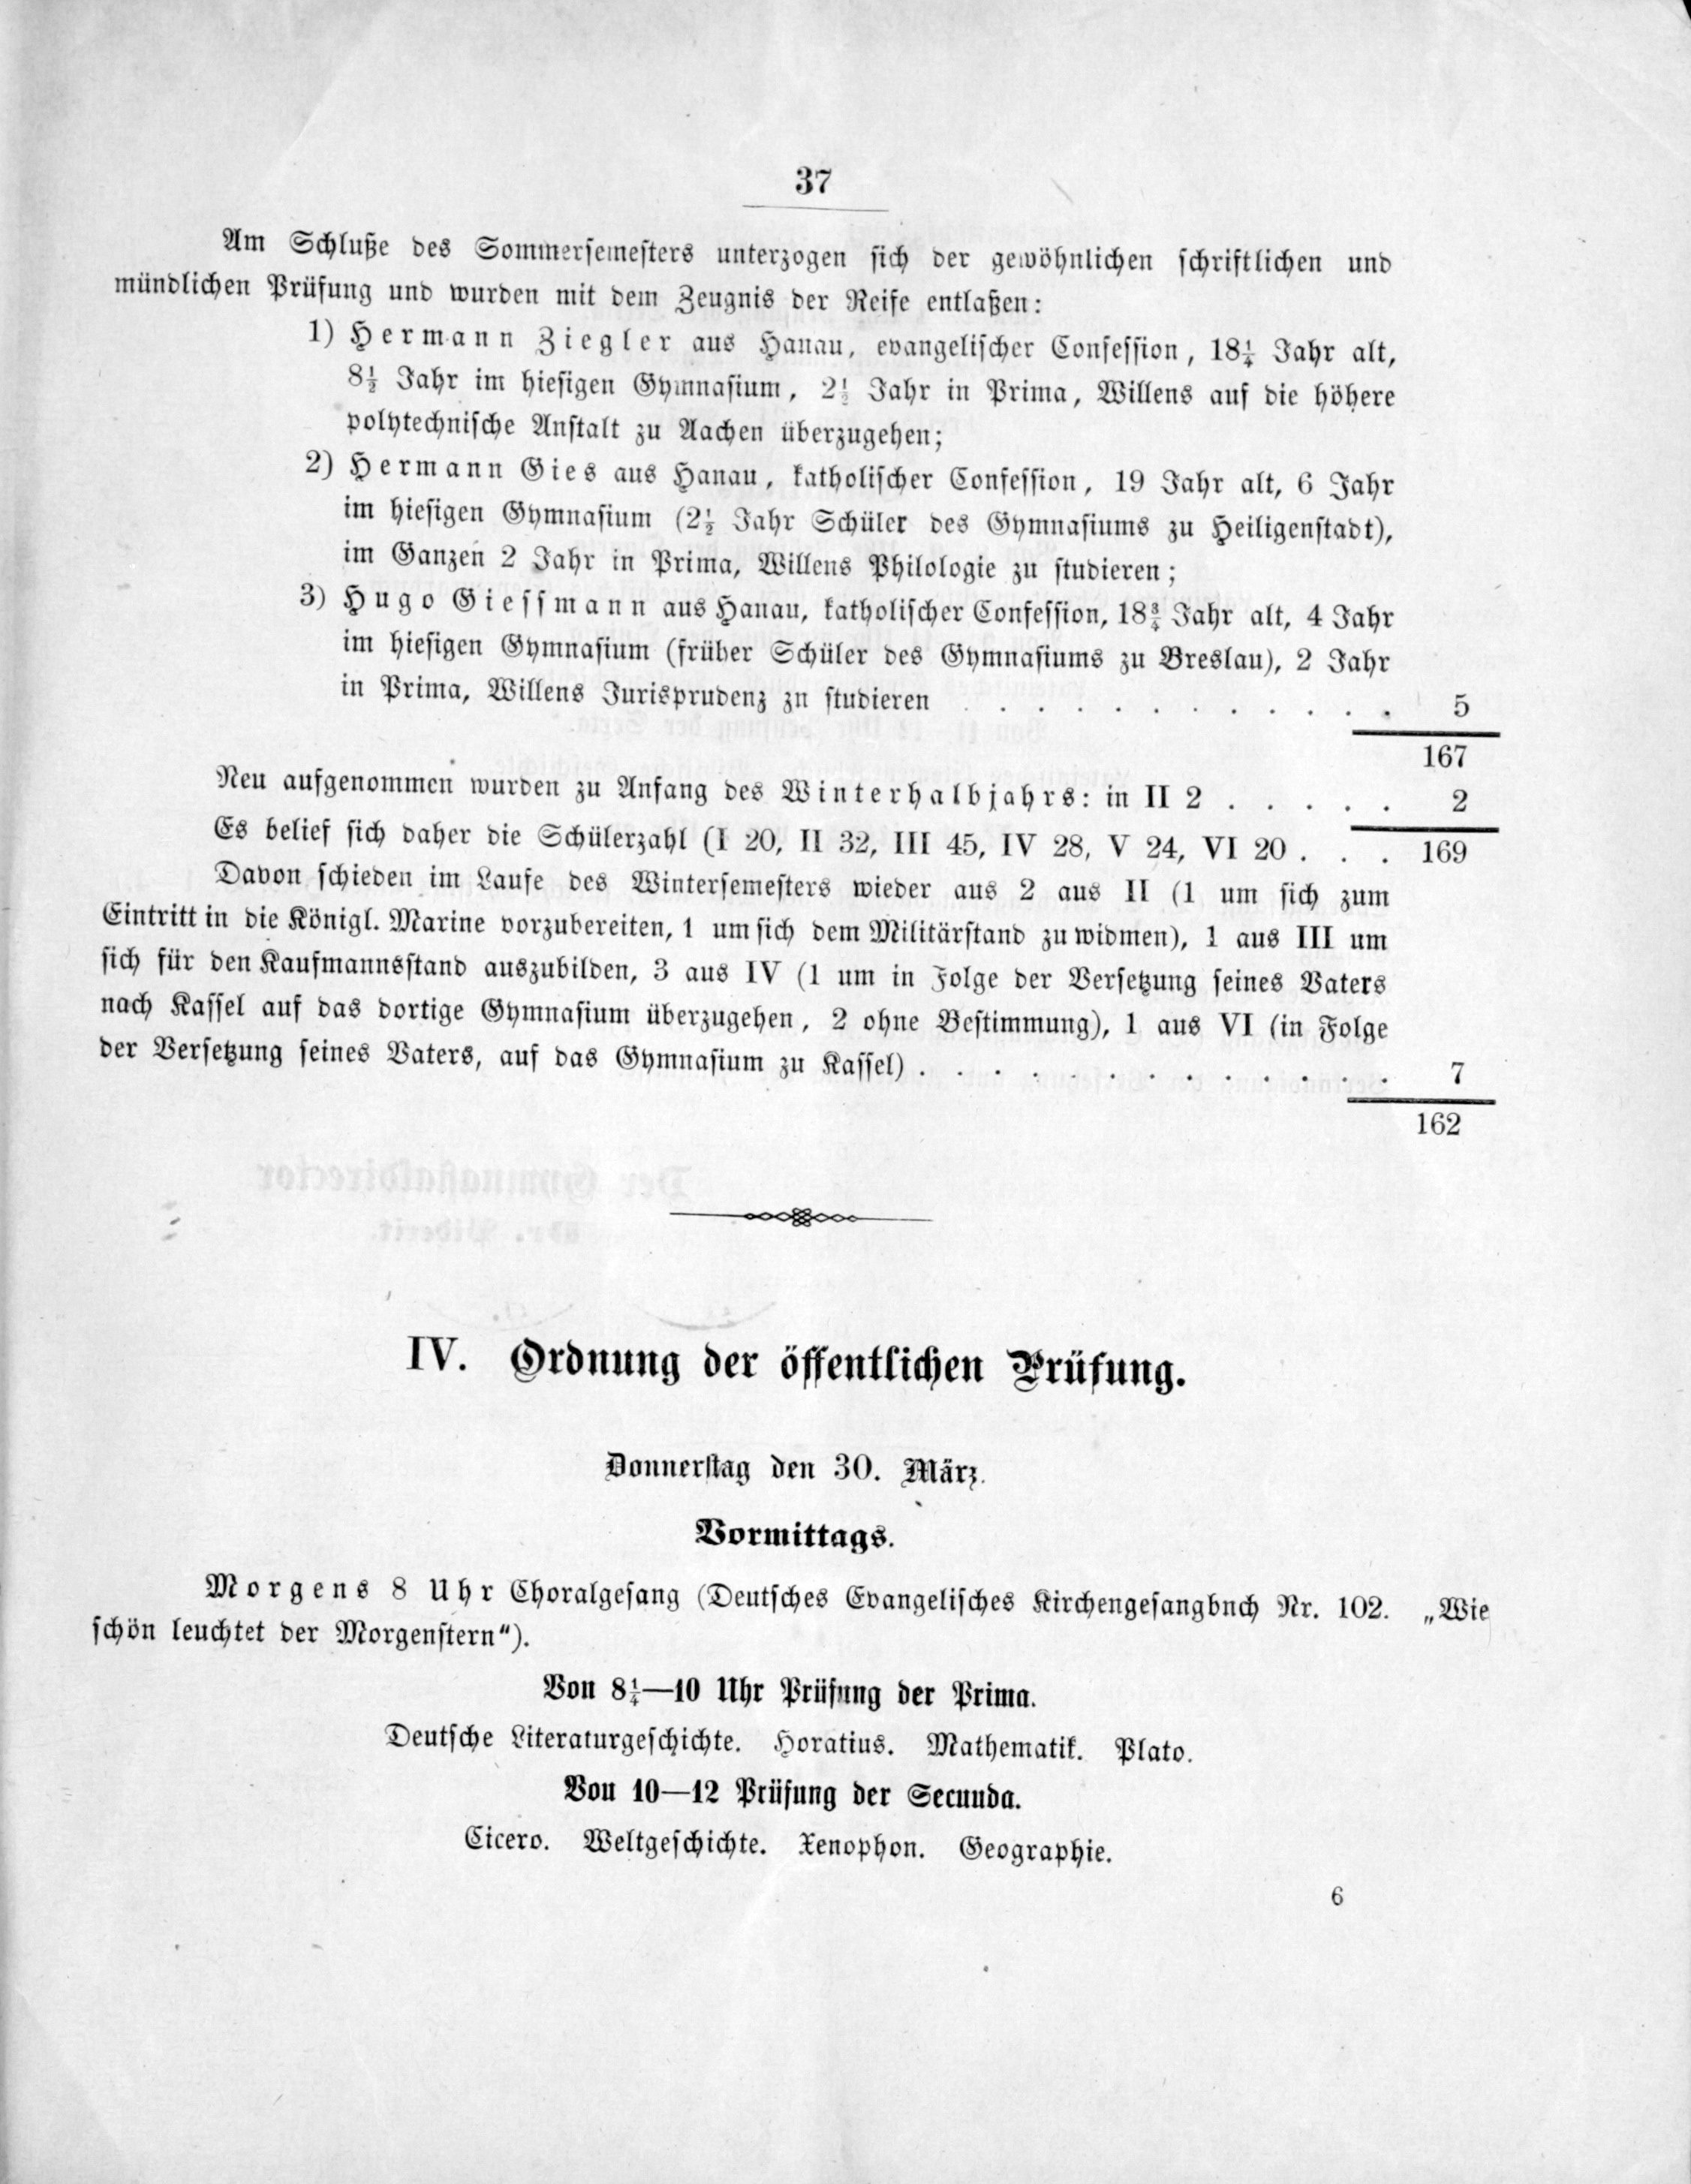 37
Am Schluße des Sommersemesters unterzogen sich der gewöhnlichen schriftlichen und
mündlichen Prüfung und wurden mit dem Zeugnis der Reife entlaßen:
1) Hermann Ziegler aus Hanau, evangelischer Confession, 18¼ Jahr alt,
8½ Jahr im hiesigen Gymnasium, 2½ Jahr in Prima, Willens auf die höhere
polytechnische Anstalt zu Aachen überzugehen;
2) Hermann Gies aus Hanau, katholischer Confession, 19 Jahr alt, 6 Jahr
im hiesigen Gymnasium (2½ Jahr Schüler des Gymnasiums zu Heiligenstadt),
im Ganzen 2 Jahr in Prima, Willens Philologie zu studieren;
3) Hugo Giessmann aus Hanau, katholischer Confession, 18¾ Jahr alt, 4 Jahr
im hiesigen Gymnasium (früher Schüler des Gymnasiums zu Breslau), 2 Jahr
in Prima, Willens Jurisprudenz zn studieren . . . . . . . . . . . . 5
167
Neu aufgenommen wurden zu Anfang des Winterhalbjahrs: in II 2 . . . . . 2
Es belief sich daher die Schülerzahl (I 20, II 32, III 45, IV 28, V 24, VI 20 . . . 169
Davon schieden im Laufe des Wintersemesters wieder aus 2 aus II (1 um sich zum
Eintritt in die Königl. Marine vorzubereiten, 1 um sich dem Militärstand zu widmen), 1 aus III um
sich für den Kaufmannsstand auszubilden, 3 aus IV (1 um in Folge der Versetzung seines Vaters
nach Kassel auf das dortige Gymnasium überzugehen, 2 ohne Bestimmung), 1 aus VI (in Folge
der Versetzung seines Vaters, auf das Gymnasium zu Kassel) . . . . . . . . . . . . . 7
162
IV. Ordnung der öffentlichen Prüfung.
Donnerstag den 30. März.
Vormittags.
Morgens 8 Uhr Choralgesang (Deutsches Evangelisches Kirchengesangbnch Nr. 102. „Wie
schön leuchtet der Morgenstern“).
Von 8¼—10 Uhr Prüfung der Prima.
Deutsche Literaturgeschichte. Horatius. Mathematik. Plato.
Von 10—12 Prüfung der Secunda.
Cicero. Weltgeschichte. Xenophon. Geographie.
6